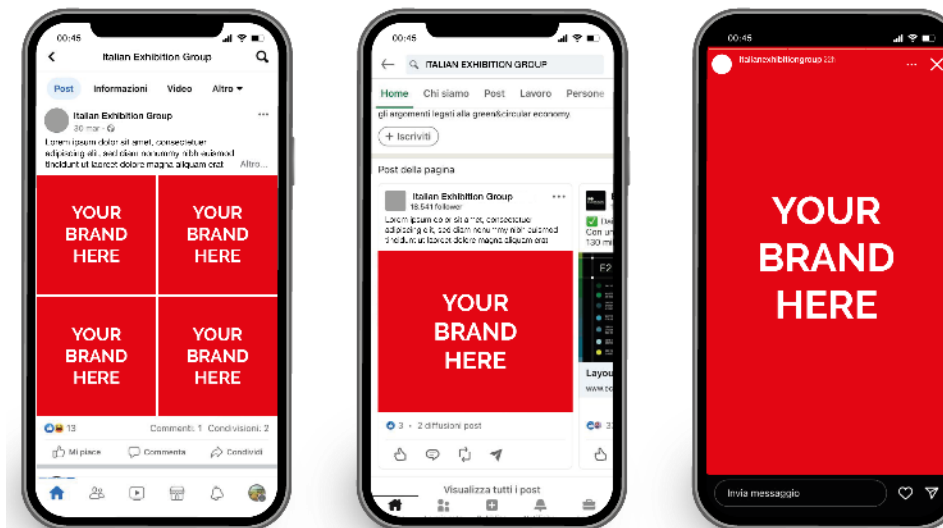 00:45
Italian Exhibition Group
Post Informazioni Video Altro
Italian Exhibition Group
30 mar
Lorem ipsum dolor sit amet, consectetuer
adipiscing elit, sed diam nonummy nibh euismod
tincidunt ut laoreet dolore magna aliquam erat Altro...
YOUR
BRAND
HERE
YOUR
BRAND
HERE
YOUR
BRAND
HERE
YOUR
BRAND
HERE
13 Commenti: 1 Condivisioni: 2
Mi piace Commenta Condividi
00:45
ITALIAN EXHIBITION GROUP
Home Chi siamo Post Lavoro Persone
gli argomenti legati alla green&circular economy.
+ Iscriviti
Post della pagina
Italian Exhibition Group
18.541 follower
Lorem ipsum dolor sit amet, consectetuer
adipiscing elit, sed diam nonummy nibh euismod
tincidunt ut laoreet dolore magna aliquam erat
YOUR
BRAND
HERE
3 • 2 diffusioni post
Con un
130 mi
E2
Layou
Visualizza tutti i post
00:45
italianexhibitiongroup 22h
YOUR
BRAND
HERE
Invia messaggio